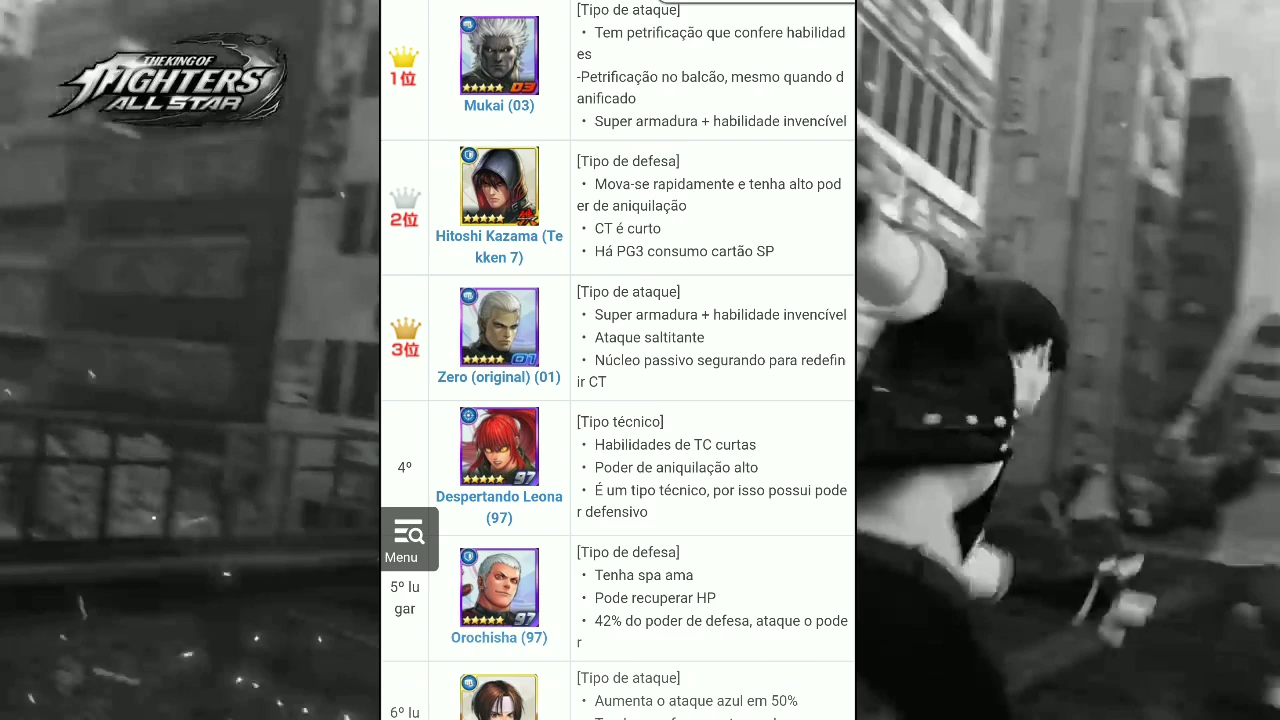 THE KING OF
FIGHTERS
ALL STAR
[Tipo de ataque]
・ Tem petrificação que confere habilidad
es
-Petrificação no balcão, mesmo quando d
anificado
・ Super armadura + habilidade invencível
1位
03
Mukai (03)
[Tipo de defesa]
・ Mova-se rapidamente e tenha alto pod
er de aniquilação
・ CT é curto
・ Há PG3 consumo cartão SP
2位
Hitoshi Kazama (Te
kken 7)
[Tipo de ataque]
・ Super armadura + habilidade invencível
・ Ataque saltitante
・ Núcleo passivo segurando para redefin
ir CT
3位
01
Zero (original) (01)
[Tipo técnico]
・ Habilidades de TC curtas
・ Poder de aniquilação alto
・ É um tipo técnico, por isso possui pode
r defensivo
4º
97
Despertando Leona
(97)
Menu
[Tipo de defesa]
・ Tenha spa ama
・ Pode recuperar HP
・ 42% do poder de defesa, ataque o pode
r
5º lu
gar
97
Orochisha (97)
[Tipo de ataque]
・ Aumenta o ataque azul em 50%
6º lu